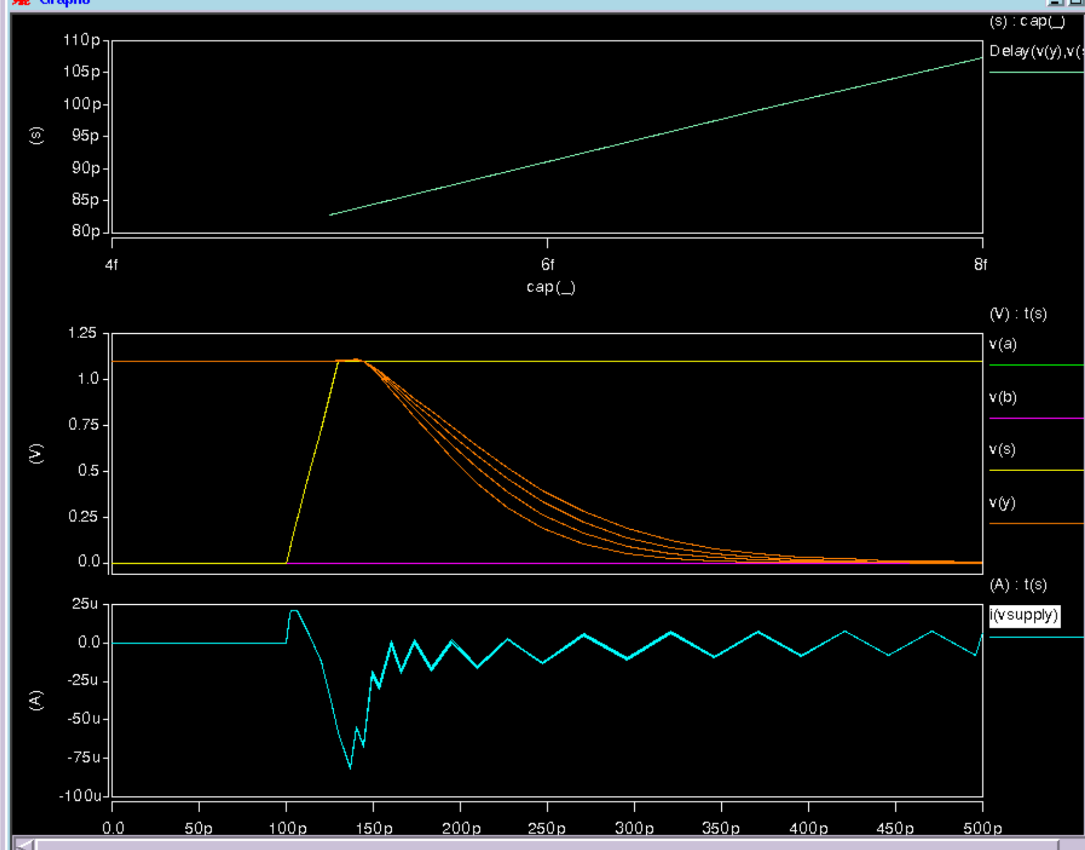 Graph0
(s) : cap(_)
110p
105p
100p
95p
90p
85p
80p
(s)
Delay(v(y),v(s
4f
6f
8f
cap(_)
(V) : t(s)
1.25
1.0
0.75
0.5
0.25
0.0
(V)
v(a)
v(b)
v(s)
v(y)
(A) : t(s)
25u
0.0
-25u
-50u
-75u
-100u
(A)
i(vsupply)
0.0
50p
100p
150p
200p
250p
300p
350p
400p
450p
500p